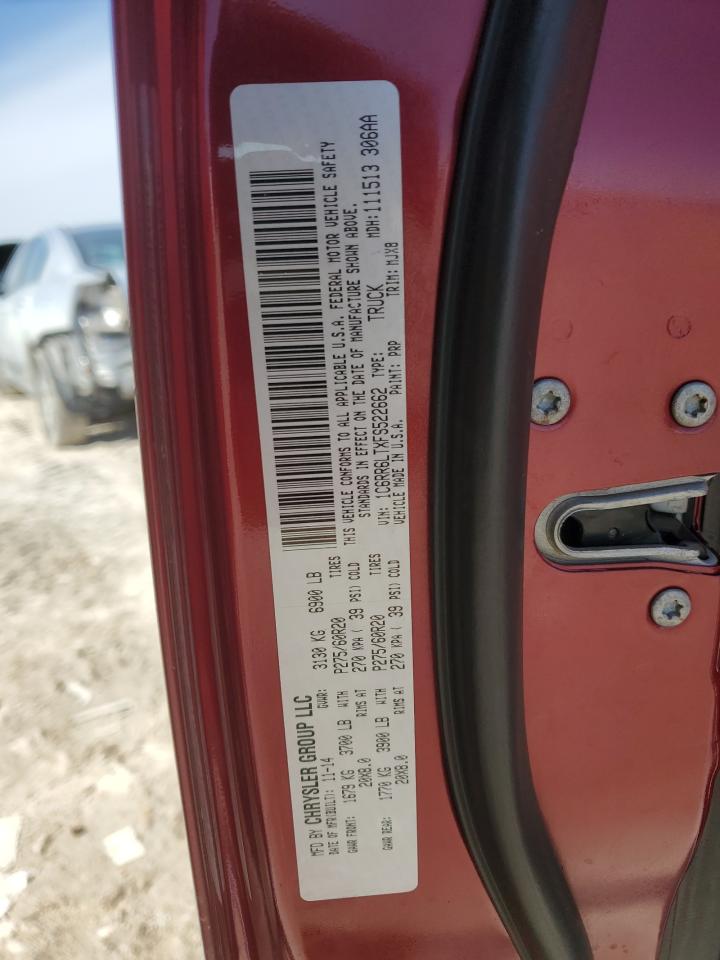 MFD BY CHRYSLER GROUP LLC
DATE OF MFR(BUILT): 11-14 GVWR: 3130 KG 6900 LB
GAWR FRONT: 1679 KG 3700 LB WITH P275/60R20 TIRES
20X8.0 RIMS AT 270 KPA ( 39 PSI) COLD
GAWR REAR: 1770 KG 3900 LB WITH P275/60R20 TIRES
20X8.0 RIMS AT 270 KPA ( 39 PSI) COLD
THIS VEHICLE CONFORMS TO ALL APPLICABLE U.S.A. FEDERAL MOTOR VEHICLE SAFETY
STANDARDS IN EFFECT ON THE DATE OF MANUFACTURE SHOWN ABOVE.
VIN: 1C6RR6LTXFS522662 TYPE: TRUCK MDH: 111513 306AA
VEHICLE MADE IN U.S.A. PAINT: PRP TRIM: MJX8